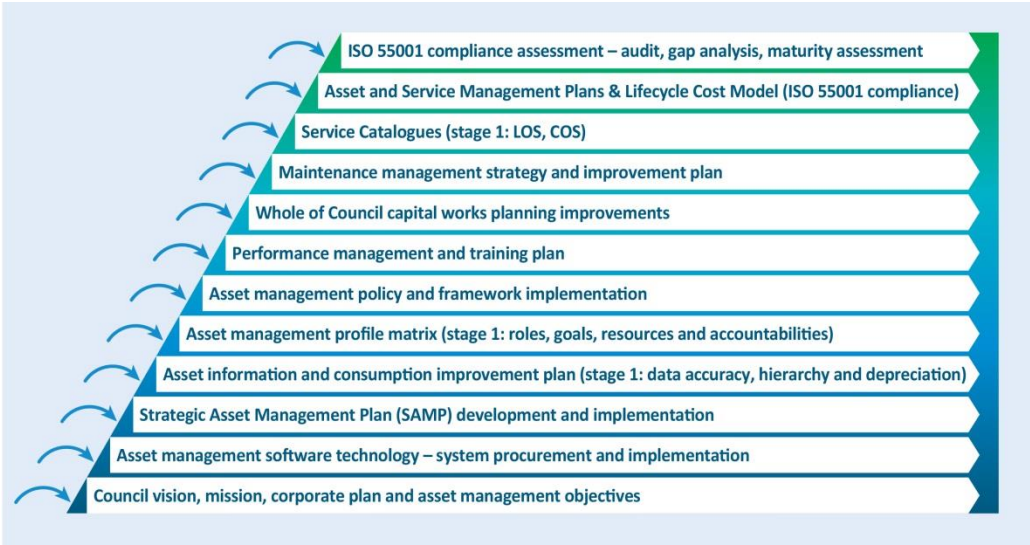 ISO 55001 compliance assessment – audit, gap analysis, maturity assessment
Asset and Service Management Plans & Lifecycle Cost Model (ISO 55001 compliance)
Service Catalogues (stage 1: LOS, COS)
Maintenance management strategy and improvement plan
Whole of Council capital works planning improvements
Performance management and training plan
Asset management policy and framework implementation
Asset management profile matrix (stage 1: roles, goals, resources and accountabilities)
Asset information and consumption improvement plan (stage 1: data accuracy, hierarchy and depreciation)
Strategic Asset Management Plan (SAMP) development and implementation
Asset management software technology – system procurement and implementation
Council vision, mission, corporate plan and asset management objectives